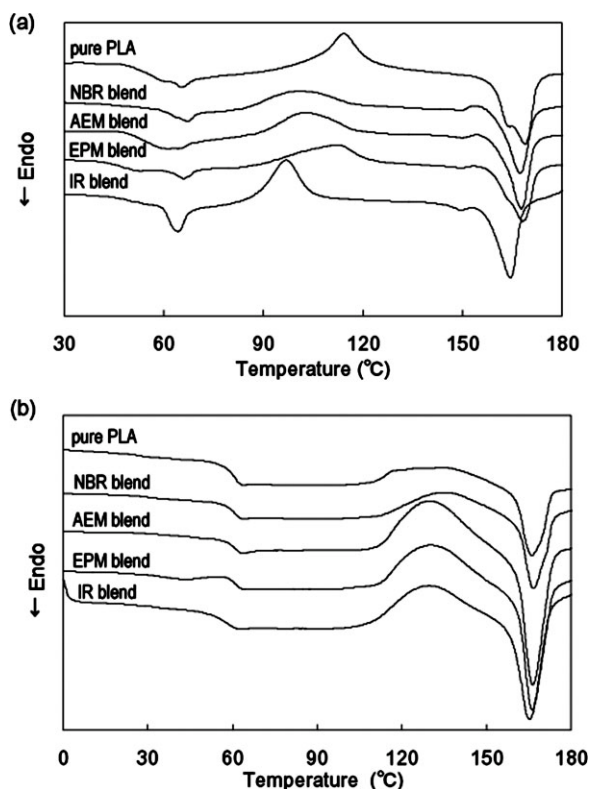 (a)
pure PLA
NBR blend
AEM blend
EPM blend
IR blend
← Endo
30 60 90 120 150 180
Temperature (°C)
(b)
pure PLA
NBR blend
AEM blend
EPM blend
IR blend
← Endo
0 30 60 90 120 150 180
Temperature (°C)